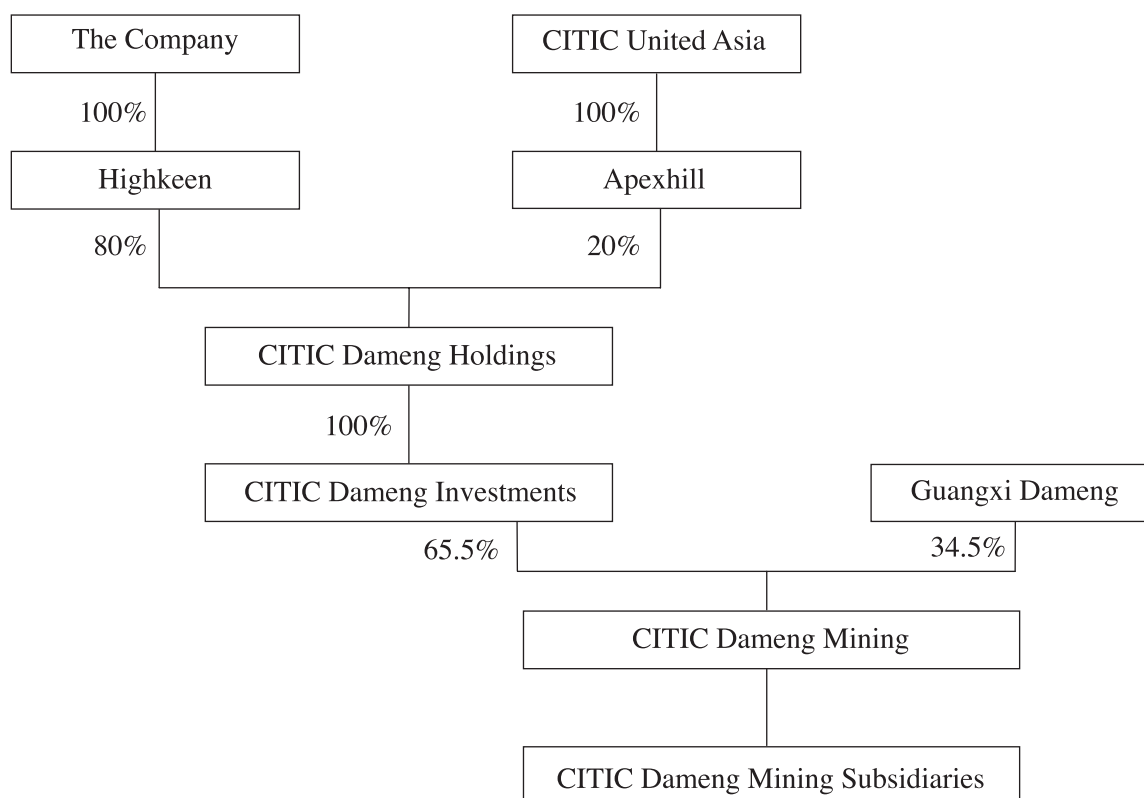 The Company
CITIC United Asia
100%
100%
Highkeen
Apexhill
80%
20%
CITIC Dameng Holdings
100%
CITIC Dameng Investments
Guangxi Dameng
65.5%
34.5%
CITIC Dameng Mining
CITIC Dameng Mining Subsidiaries